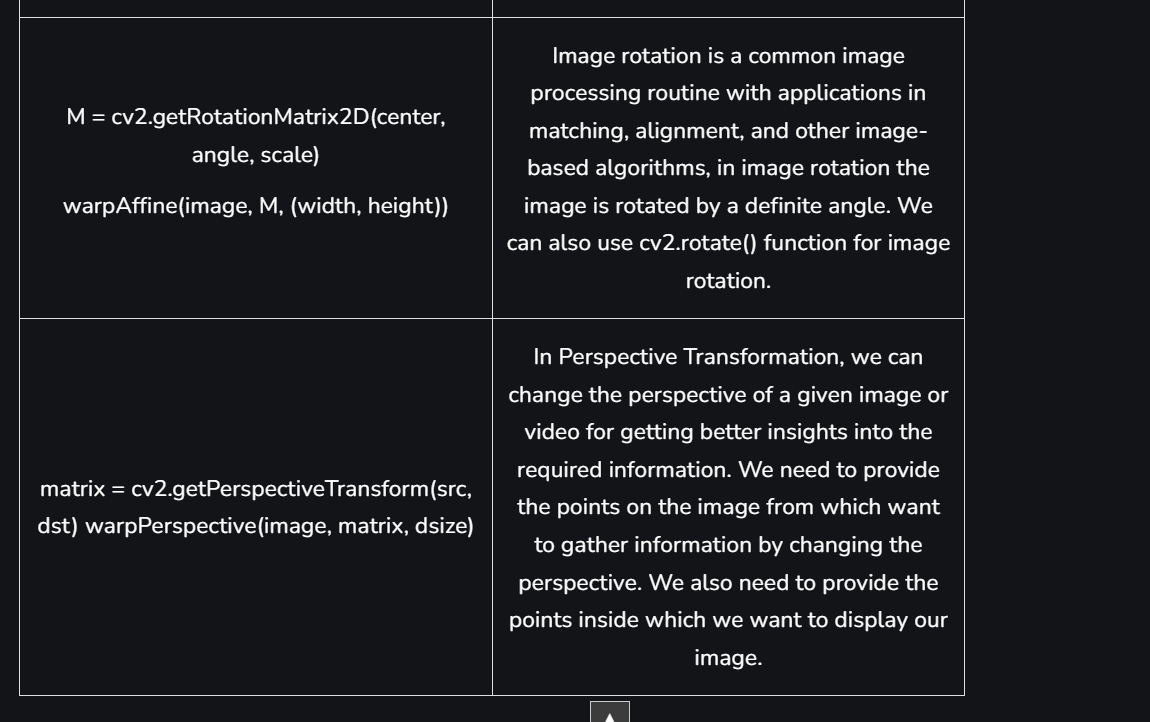 M = cv2.getRotationMatrix2D(center,
angle, scale)
warpAffine(image, M, (width, height))
Image rotation is a common image
processing routine with applications in
matching, alignment, and other image-
based algorithms, in image rotation the
image is rotated by a definite angle. We
can also use cv2.rotate() function for image
rotation.
matrix = cv2.getPerspectiveTransform(src,
dst) warpPerspective(image, matrix, dsize)
In Perspective Transformation, we can
change the perspective of a given image or
video for getting better insights into the
required information. We need to provide
the points on the image from which want
to gather information by changing the
perspective. We also need to provide the
points inside which we want to display our
image.